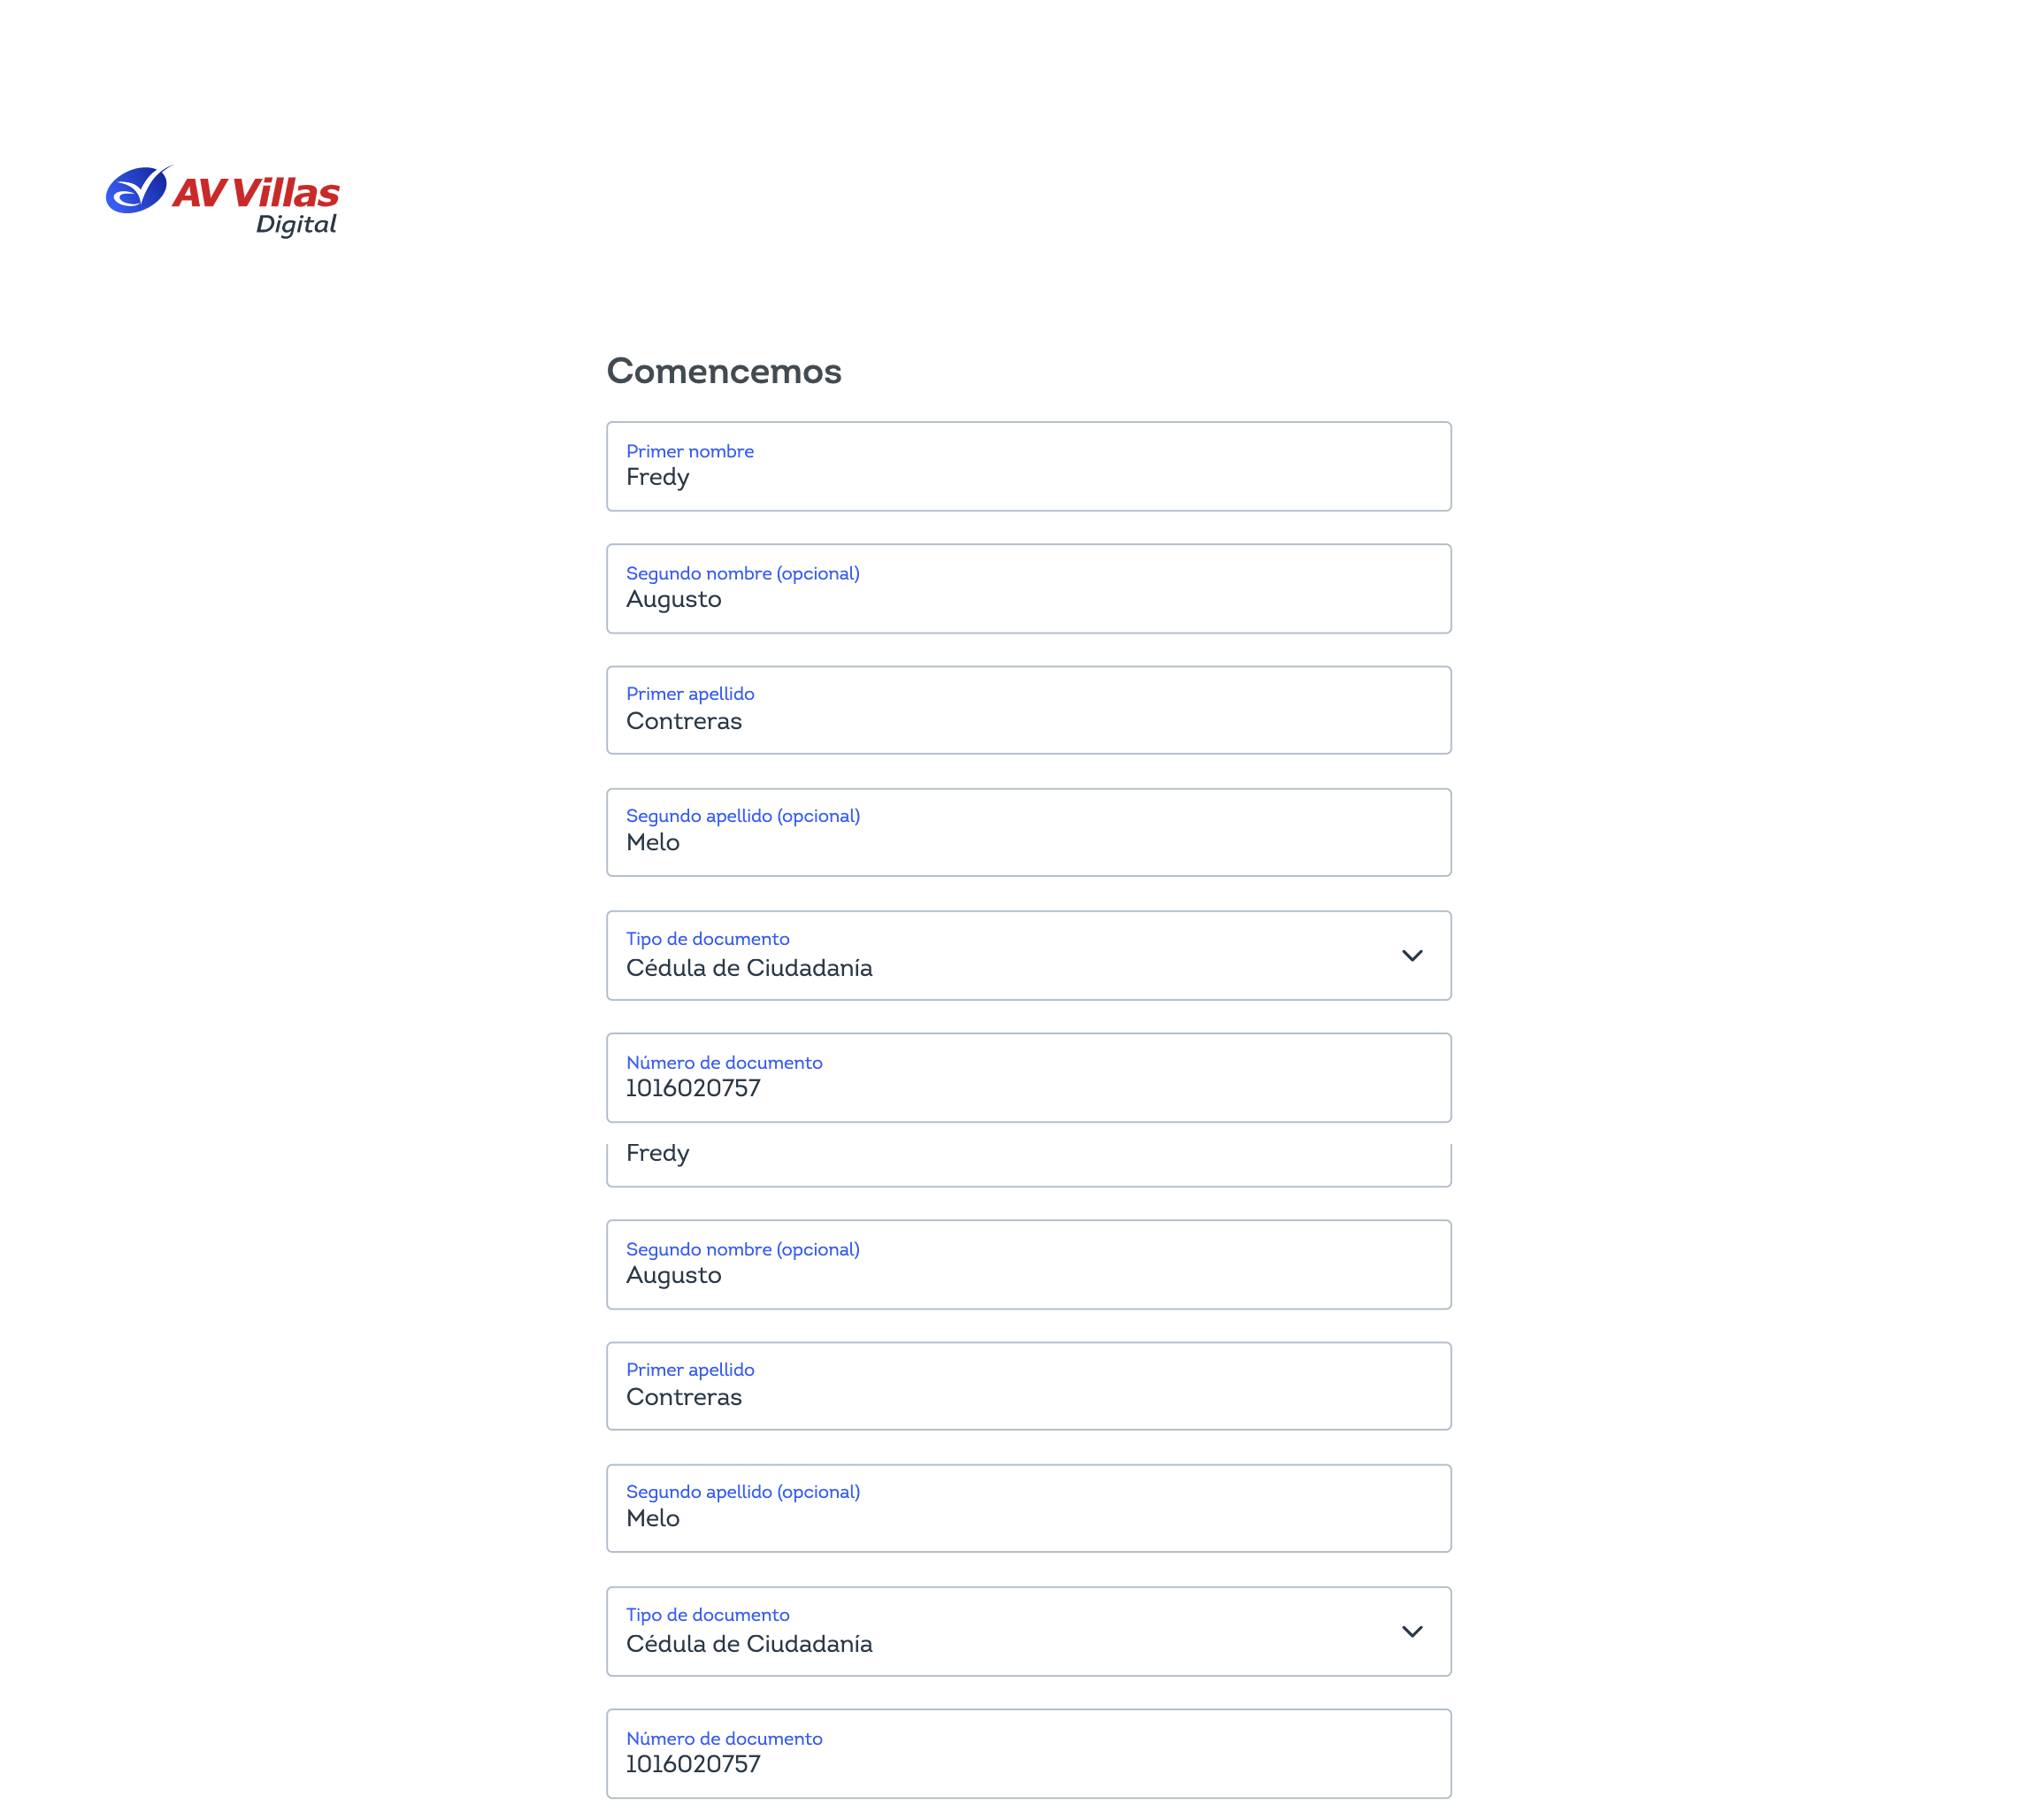 AV Villas
Digital
Comencemos
Primer nombre
Fredy
Segundo nombre (opcional)
Augusto
Primer apellido
Contreras
Segundo apellido (opcional)
Melo
Tipo de documento
Cédula de Ciudadanía
Número de documento
1016020757
Fredy
Segundo nombre (opcional)
Augusto
Primer apellido
Contreras
Segundo apellido (opcional)
Melo
Tipo de documento
Cédula de Ciudadanía
Número de documento
1016020757